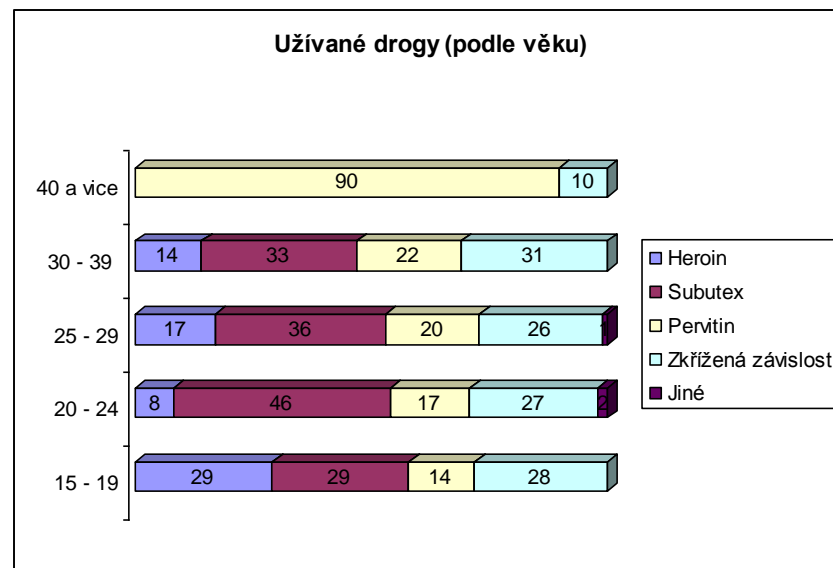 Užívané drogy (podle věku)
40 a vice
90 10
30 - 39
14 33 22 31
25 - 29
17 36 20 26 1
20 - 24
8 46 17 27 2
15 - 19
29 29 14 28
Heroin
Subutex
Pervitin
Zkřížená závislost
Jiné